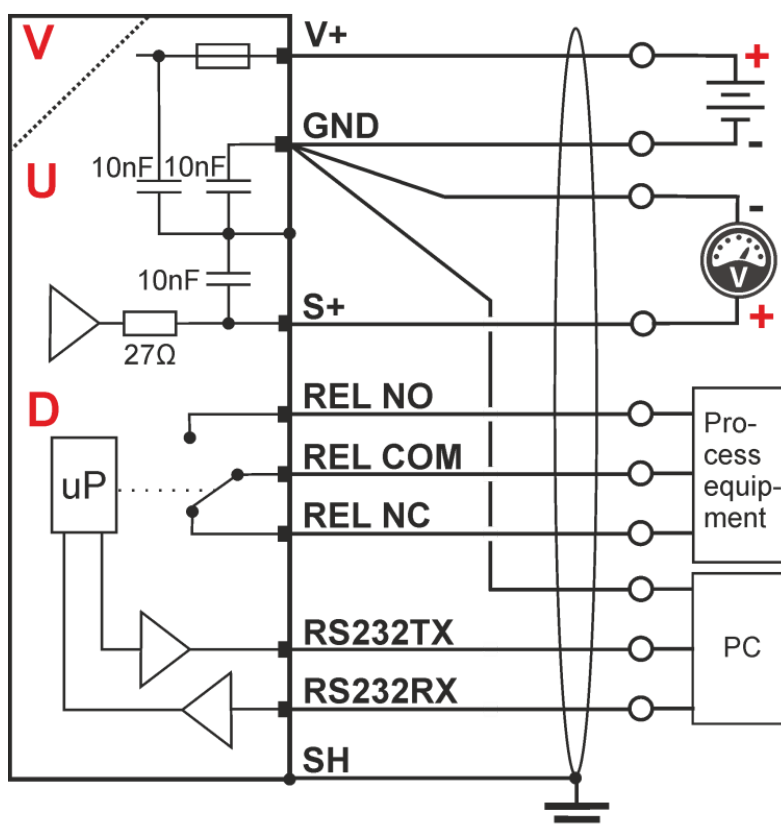 V
V+
+
GND
10nF 10nF
-
U
-
10nF
V
S+
+
27Ω
REL NO
D
Pro-
cess
equip-
ment
REL COM
uP
REL NC
RS232TX
PC
RS232RX
SH